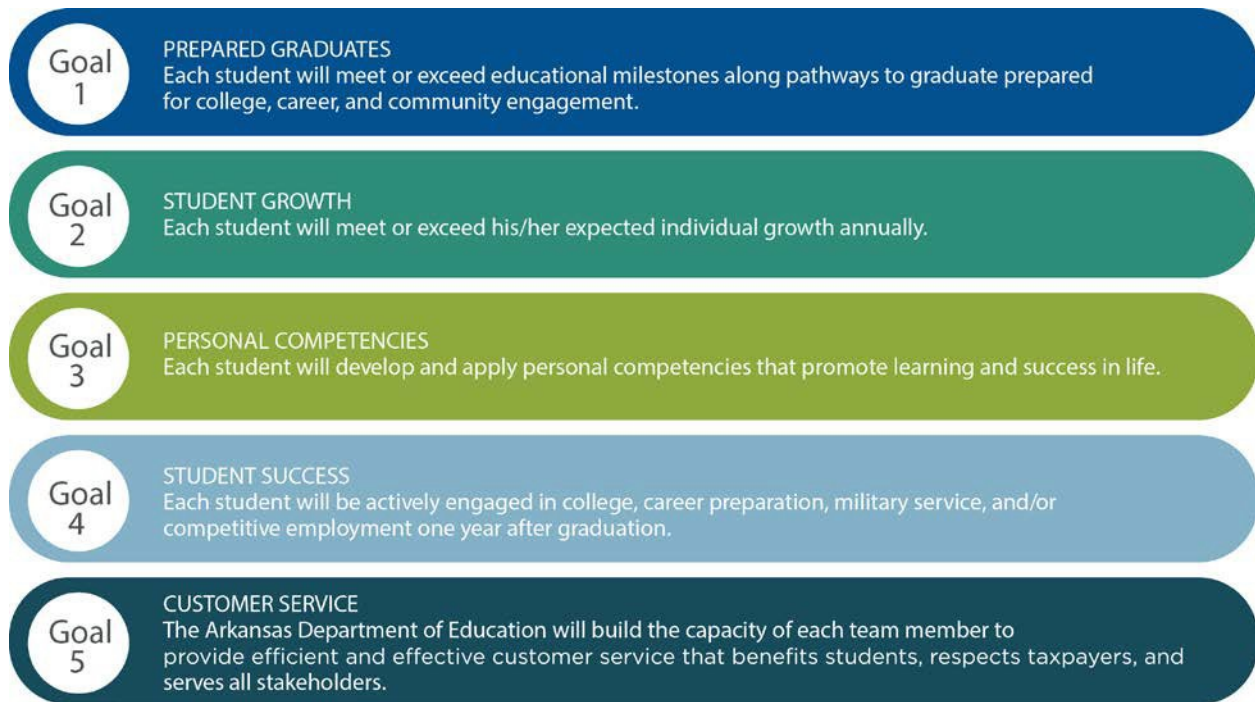 Goal
1
PREPARED GRADUATES
Each student will meet or exceed educational milestones along pathways to graduate prepared
for college, career, and community engagement.
Goal
2
STUDENT GROWTH
Each student will meet or exceed his/her expected individual growth annually.
Goal
3
PERSONAL COMPETENCIES
Each student will develop and apply personal competencies that promote learning and success in life.
Goal
4
STUDENT SUCCESS
Each student will be actively engaged in college, career preparation, military service, and/or
competitive employment one year after graduation.
Goal
5
CUSTOMER SERVICE
The Arkansas Department of Education will build the capacity of each team member to
provide efficient and effective customer service that benefits students, respects taxpayers, and
serves all stakeholders.